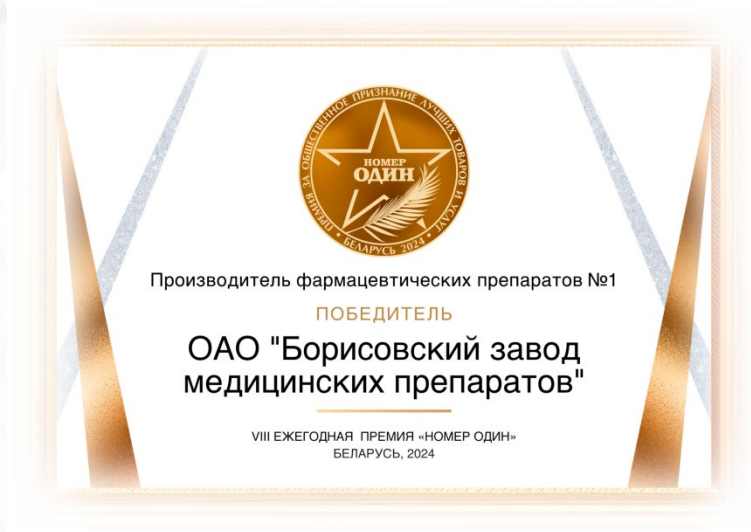 ПРЕМИЯ ЗА ОБЩЕСТВЕННОЕ ПРИЗНАНИЕ ЛУЧШИХ ТОВАРОВ И УСЛУГ
НОМЕР
ОДИН
• БЕЛАРУСЬ 2024 •
Производитель фармацевтических препаратов №1
ПОБЕДИТЕЛЬ
ОАО "Борисовский завод
медицинских препаратов"
VIII ЕЖЕГОДНАЯ ПРЕМИЯ «НОМЕР ОДИН»
БЕЛАРУСЬ, 2024